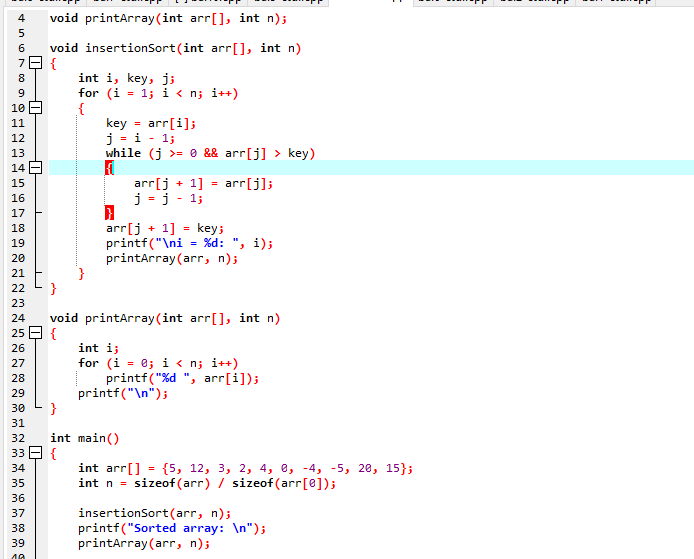 4 void printArray(int arr[], int n);
5
6 void insertionSort(int arr[], int n)
7 {
8     int i, key, j;
9     for (i = 1; i < n; i++)
10     {
11         key = arr[i];
12         j = i - 1;
13         while (j >= 0 && arr[j] > key)
14         {
15             arr[j + 1] = arr[j];
16             j = j - 1;
17         }
18         arr[j + 1] = key;
19         printf("\ni = %d: ", i);
20         printArray(arr, n);
21     }
22 }
23
24 void printArray(int arr[], int n)
25 {
26     int i;
27     for (i = 0; i < n; i++)
28         printf("%d ", arr[i]);
29     printf("\n");
30 }
31
32 int main()
33 {
34     int arr[] = {5, 12, 3, 2, 4, 0, -4, -5, 20, 15};
35     int n = sizeof(arr) / sizeof(arr[0]);
36
37     insertionSort(arr, n);
38     printf("Sorted array: \n");
39     printArray(arr, n);